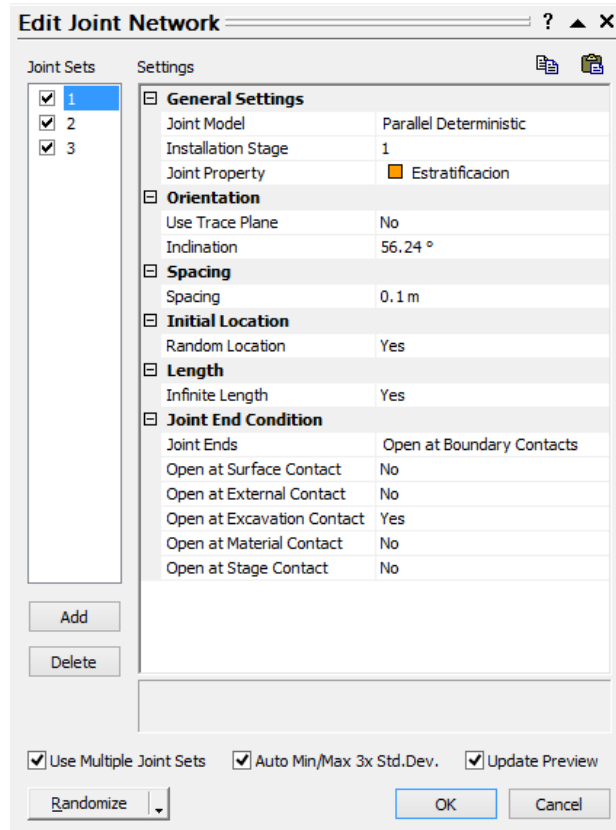 Edit Joint Network ? ▲ ✕
Joint Sets Settings
1
2
3
General Settings
Joint Model Parallel Deterministic
Installation Stage 1
Joint Property Estratificacion
Orientation
Use Trace Plane No
Inclination 56.24 °
Spacing
Spacing 0.1 m
Initial Location
Random Location Yes
Length
Infinite Length Yes
Joint End Condition
Joint Ends Open at Boundary Contacts
Open at Surface Contact No
Open at External Contact No
Open at Excavation Contact Yes
Open at Material Contact No
Open at Stage Contact No
Add
Delete
Use Multiple Joint Sets Auto Min/Max 3x Std.Dev. Update Preview
Randomize OK Cancel